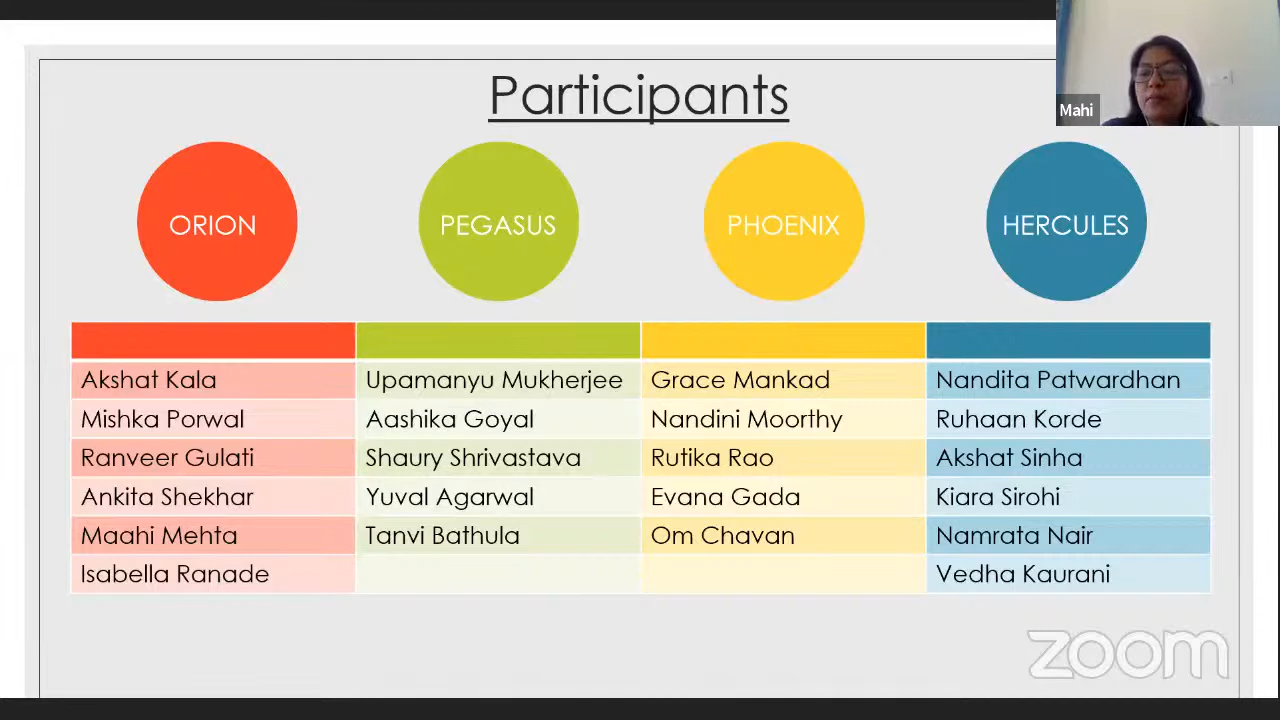 Participants
Mahi
ORION PEGASUS PHOENIX HERCULES
Akshat Kala Upamanyu Mukherjee Grace Mankad Nandita Patwardhan
Mishka Porwal Aashika Goyal Nandini Moorthy Ruhaan Korde
Ranveer Gulati Shaury Shrivastava Rutika Rao Akshat Sinha
Ankita Shekhar Yuval Agarwal Evana Gada Kiara Sirohi
Maahi Mehta Tanvi Bathula Om Chavan Namrata Nair
Isabella Ranade Vedha Kaurani
zoom